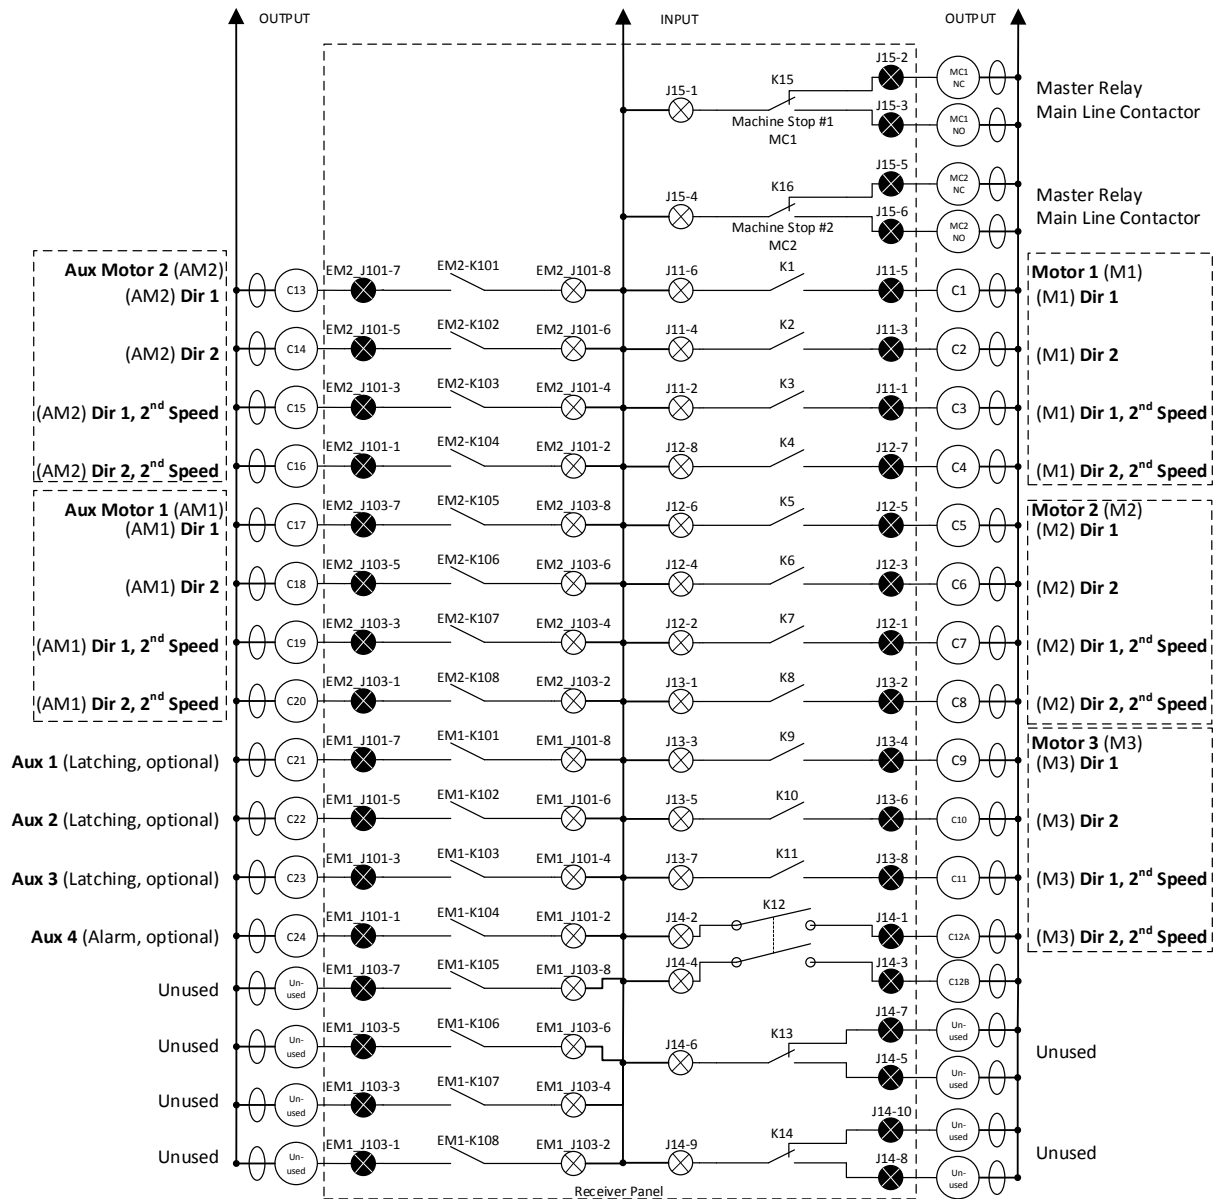 OUTPUT
INPUT
OUTPUT
J15-2
K15
MC1
NC
J15-1
J15-3
Machine Stop #1
MC1
MC1
NO
Master Relay
Main Line Contactor
J15-5
K16
MC2
NC
J15-4
J15-6
Machine Stop #2
MC2
MC2
NO
Master Relay
Main Line Contactor
Aux Motor 2 (AM2)
(AM2) Dir 1
C13
EM2_J101-7
EM2-K101
EM2_J101-8
J11-6
K1
J11-5
C1
Motor 1 (M1)
(M1) Dir 1
(AM2) Dir 2
C14
EM2_J101-5
EM2-K102
EM2_J101-6
J11-4
K2
J11-3
C2
(M1) Dir 2
(AM2) Dir 1, 2nd Speed
C15
EM2_J101-3
EM2-K103
EM2_J101-4
J11-2
K3
J11-1
C3
(M1) Dir 1, 2nd Speed
(AM2) Dir 2, 2nd Speed
C16
EM2_J101-1
EM2-K104
EM2_J101-2
J12-8
K4
J12-7
C4
(M1) Dir 2, 2nd Speed
Aux Motor 1 (AM1)
(AM1) Dir 1
C17
EM2_J103-7
EM2-K105
EM2_J103-8
J12-6
K5
J12-5
C5
Motor 2 (M2)
(M2) Dir 1
(AM1) Dir 2
C18
EM2_J103-5
EM2-K106
EM2_J103-6
J12-4
K6
J12-3
C6
(M2) Dir 2
(AM1) Dir 1, 2nd Speed
C19
EM2_J103-3
EM2-K107
EM2_J103-4
J12-2
K7
J12-1
C7
(M2) Dir 1, 2nd Speed
(AM1) Dir 2, 2nd Speed
C20
EM2_J103-1
EM2-K108
EM2_J103-2
J13-1
K8
J13-2
C8
(M2) Dir 2, 2nd Speed
Aux 1 (Latching, optional)
C21
EM1_J101-7
EM1-K101
EM1_J101-8
J13-3
K9
J13-4
C9
Motor 3 (M3)
(M3) Dir 1
Aux 2 (Latching, optional)
C22
EM1_J101-5
EM1-K102
EM1_J101-6
J13-5
K10
J13-6
C10
(M3) Dir 2
Aux 3 (Latching, optional)
C23
EM1_J101-3
EM1-K103
EM1_J101-4
J13-7
K11
J13-8
C11
(M3) Dir 1, 2nd Speed
Aux 4 (Alarm, optional)
C24
EM1_J101-1
EM1-K104
EM1_J101-2
J14-2
K12
J14-1
C12A
(M3) Dir 2, 2nd Speed
Unused
Un-
used
EM1_J103-7
EM1-K105
EM1_J103-8
J14-4
J14-3
C12B
Unused
Un-
used
EM1_J103-5
EM1-K106
EM1_J103-6
J14-6
K13
J14-7
Un-
used
J14-5
Un-
used
Unused
Unused
Un-
used
EM1_J103-3
EM1-K107
EM1_J103-4
Unused
Un-
used
EM1_J103-1
EM1-K108
EM1_J103-2
J14-9
K14
J14-10
Un-
used
J14-8
Un-
used
Unused
Receiver Panel